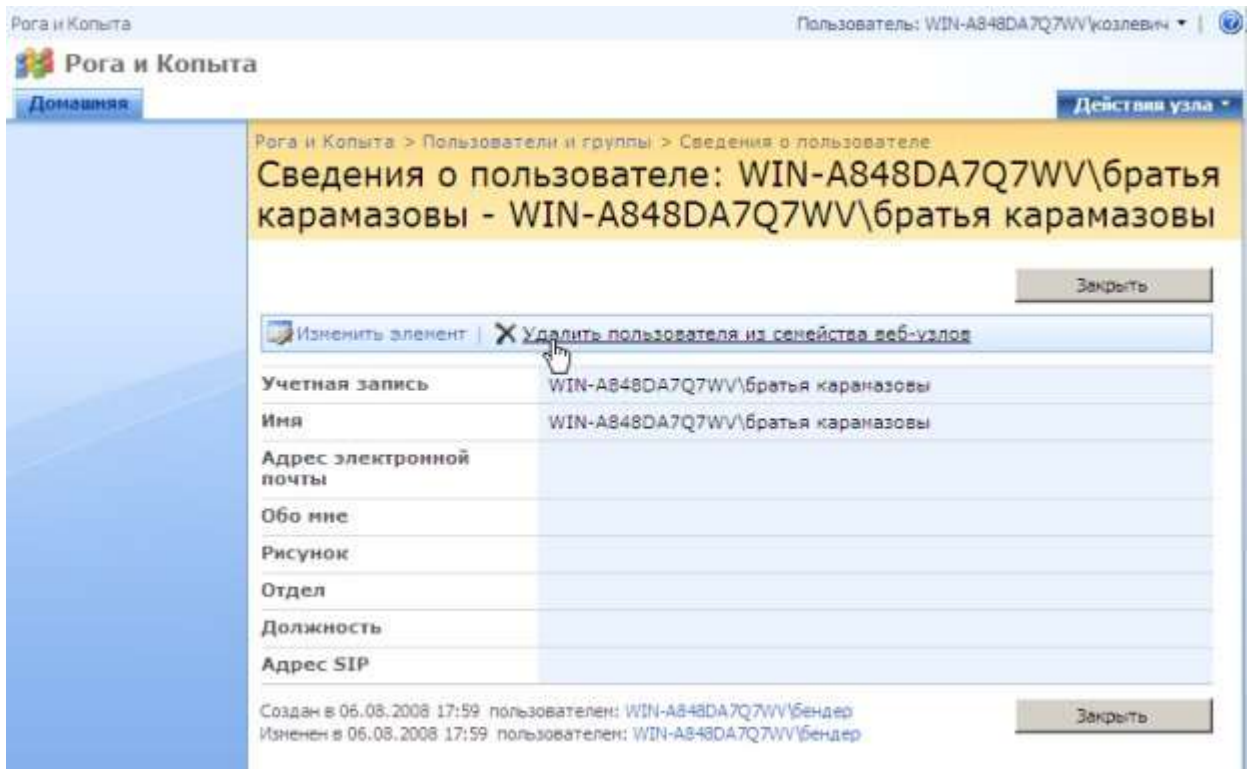 Рога и Копыта
Пользователь: WIN-A848DA7Q7WV\козлевич
Рога и Копыта
Домашняя
Действия узла
Рога и Копыта > Пользователи и группы > Сведения о пользователе
Сведения о пользователе: WIN-A848DA7Q7WV\братья
карамазовы - WIN-A848DA7Q7WV\братья карамазовы
Закрыть
Изменить элемент | Удалить пользователя из семейства веб-узлов
Учетная запись WIN-A848DA7Q7WV\братья карамазовы
Имя WIN-A848DA7Q7WV\братья карамазовы
Адрес электронной
почты
Обо мне
Рисунок
Отдел
Должность
Адрес SIP
Создан в 06.08.2008 17:59 пользователем: WIN-A848DA7Q7WV\бендер
Изменен в 06.08.2008 17:59 пользователем: WIN-A848DA7Q7WV\бендер
Закрыть